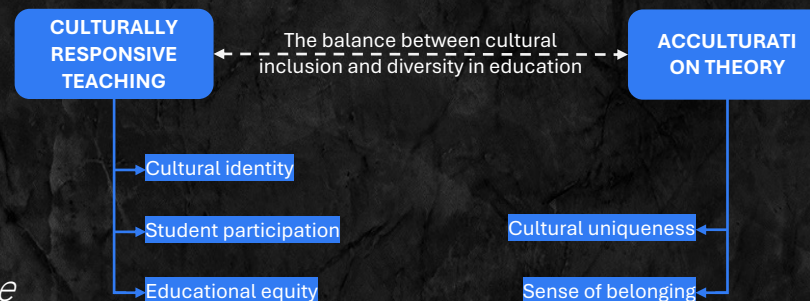 CULTURALLY
RESPONSIVE
TEACHING
The balance between cultural
inclusion and diversity in education
ACCULTURATI
ON THEORY
Cultural identity
Student participation
Educational equity
Cultural uniqueness
Sense of belonging